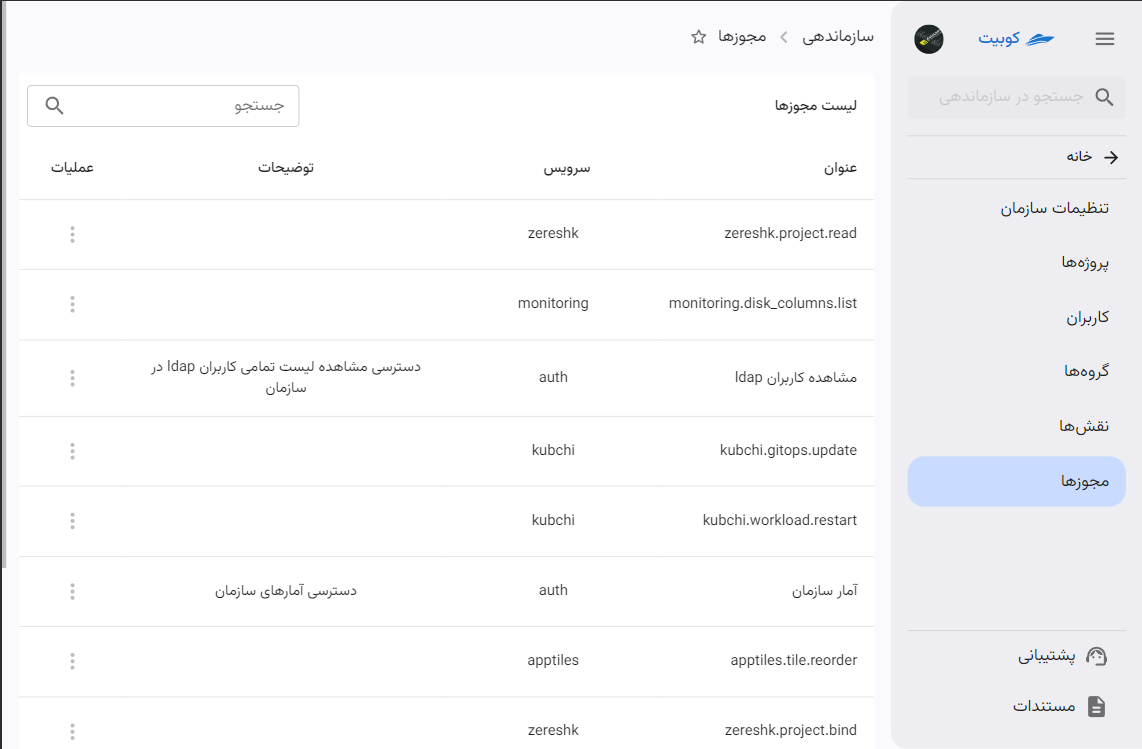 کوبیت
جستجو در سازماندهی
خانه
تنظیمات سازمان
پروژه‌ها
کاربران
گروه‌ها
نقش‌ها
مجوزها
پشتیبانی
مستندات
سازماندهی
مجوزها
لیست مجوزها
جستجو
عنوان سرویس توضیحات عملیات
zereshk.project.read zereshk
monitoring.disk_columns.list monitoring
مشاهده کاربران ldap auth دسترسی مشاهده لیست تمامی کاربران ldap در
سازمان
kubchi.gitops.update kubchi
kubchi.workload.restart kubchi
آمار سازمان auth دسترسی آمارهای سازمان
apptiles.tile.reorder apptiles
zereshk.project.bind zereshk